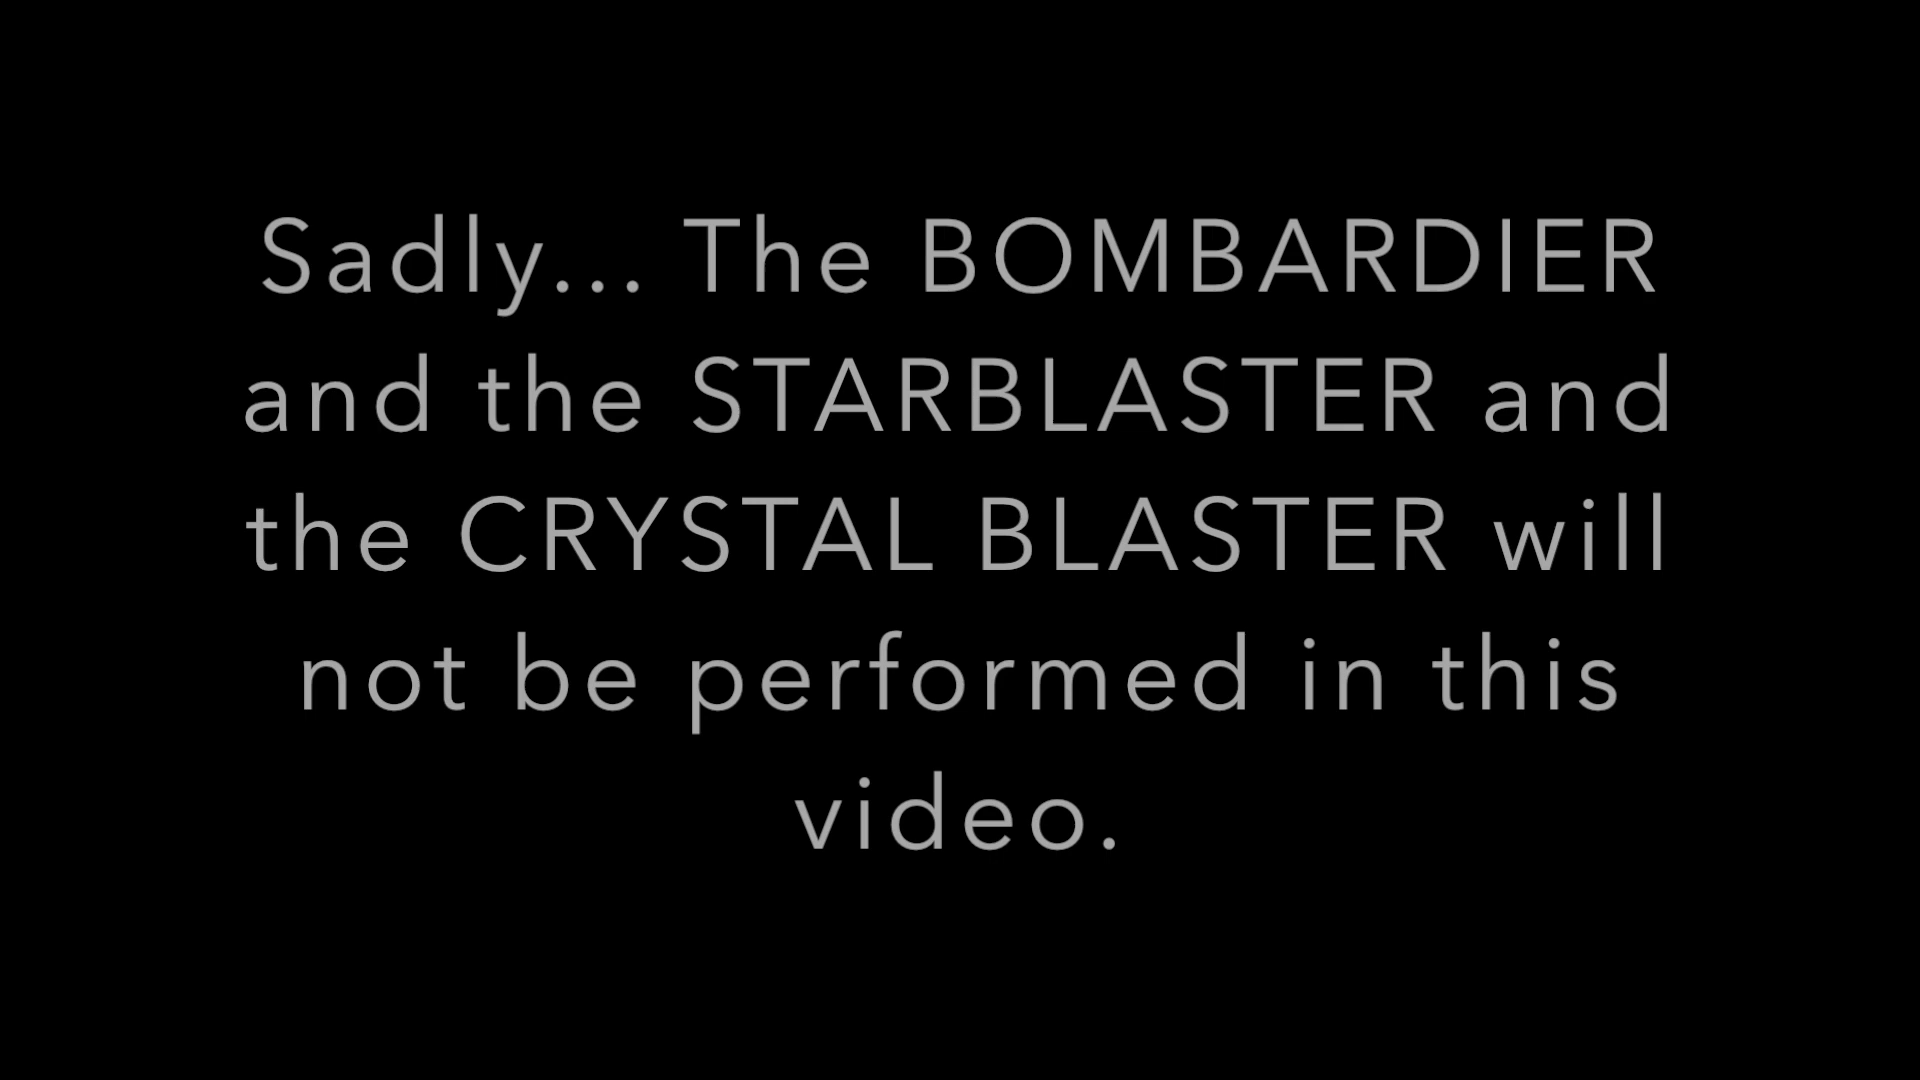 Sadly... The BOMBARDIER
and the STARBLASTER and
the CRYSTAL BLASTER will
not be performed in this
video.